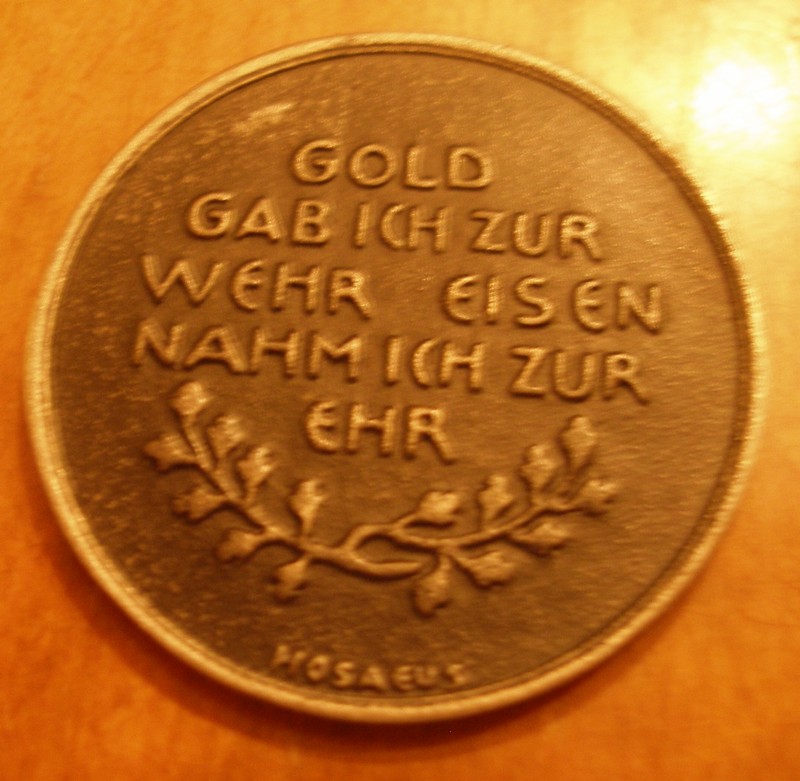 GOLD
GAB ICH ZUR
WEHR EISEN
NAHM ICH ZUR
EHR
HOSAEUS